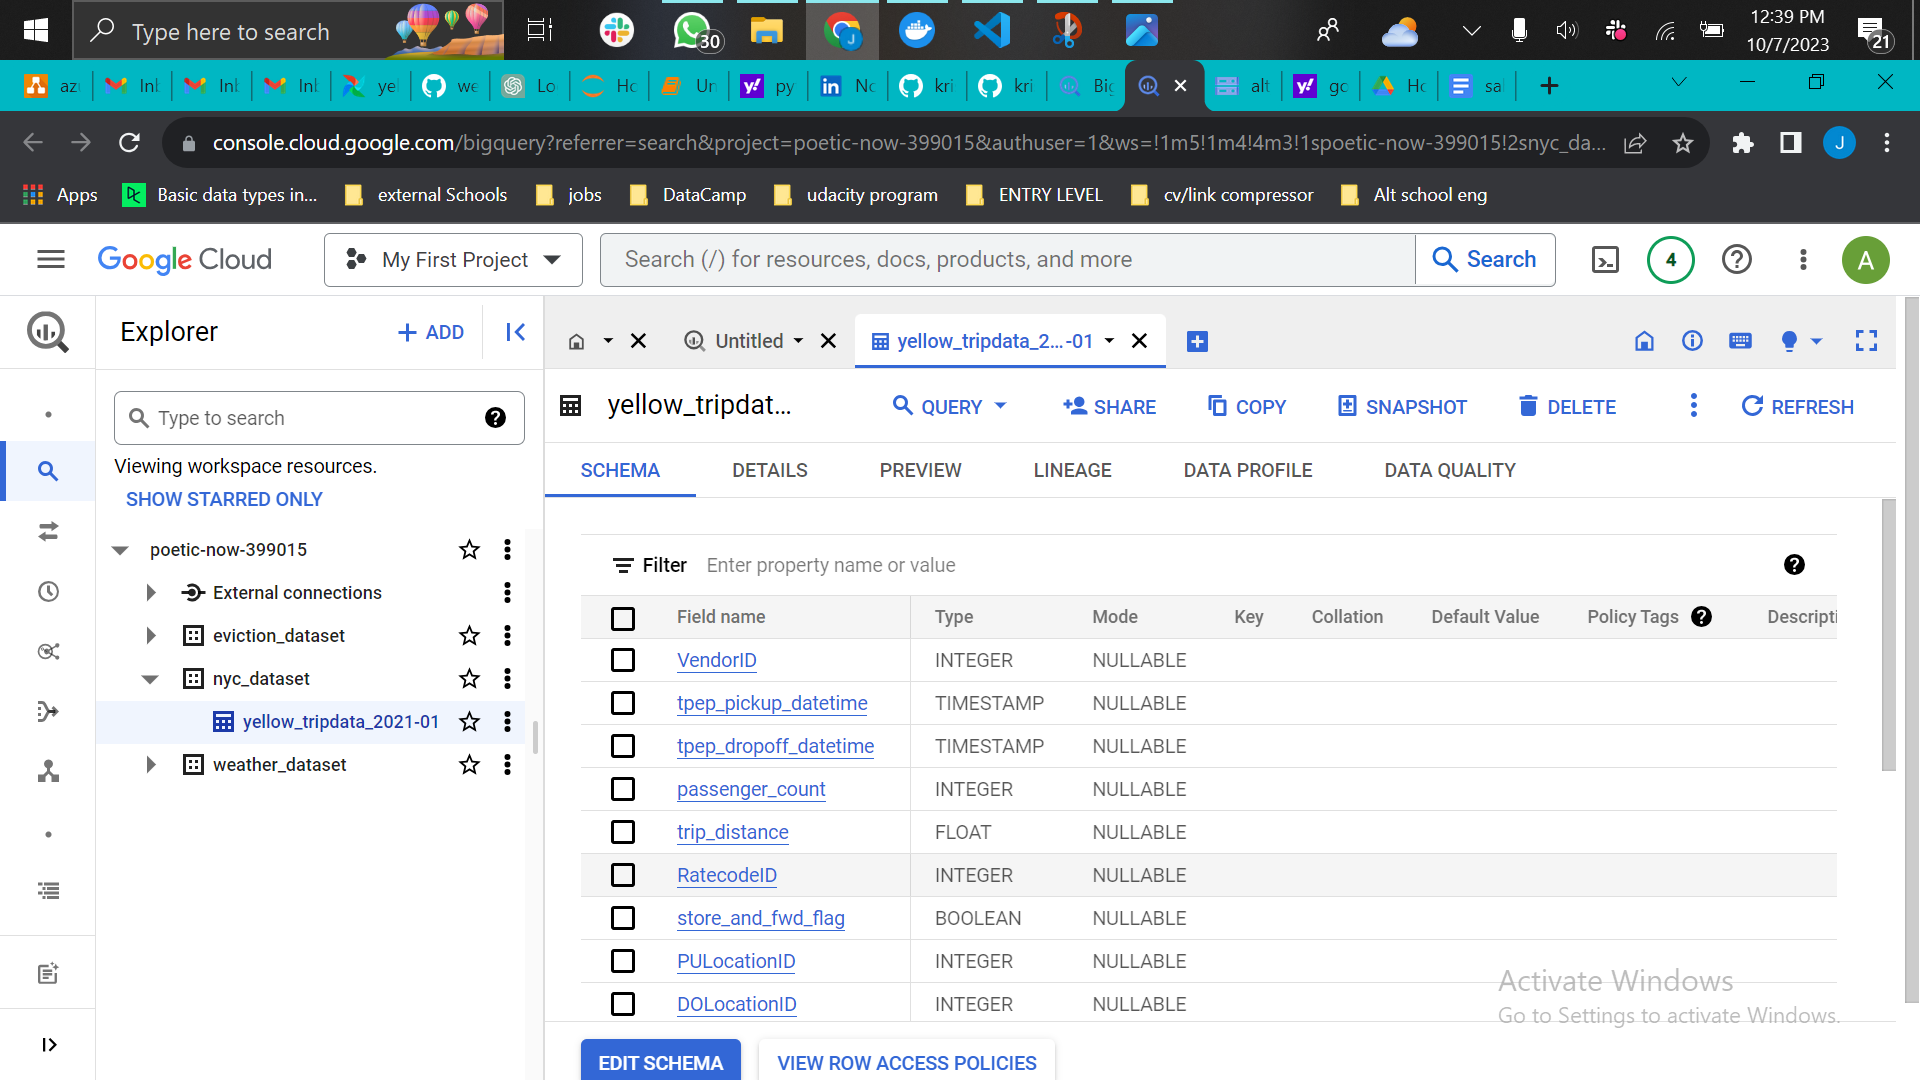 Type here to search
30
12:39 PM
10/7/2023
21
az
Inl
Inl
Inl
yel
we
Lo
Ho
Un
py
in
No
kri
kri
Big
alt
go
Ho
sal
console.cloud.google.com/bigquery?referrer=search&project=poetic-now-399015&authuser=1&ws=!1m5!1m4!4m3!1spoetic-now-399015!2snyc_da...
J
Apps
Basic data types in...
external Schools
jobs
DataCamp
udacity program
ENTRY LEVEL
cv/link compressor
Alt school eng
Google Cloud
My First Project
Search (/) for resources, docs, products, and more
Search
4
A
Explorer
+ ADD
Untitled
yellow_tripdata_2...-01
Type to search
yellow_tripdat...
QUERY
SHARE
COPY
SNAPSHOT
DELETE
REFRESH
Viewing workspace resources.
SHOW STARRED ONLY
SCHEMA
DETAILS
PREVIEW
LINEAGE
DATA PROFILE
DATA QUALITY
poetic-now-399015
External connections
eviction_dataset
nyc_dataset
yellow_tripdata_2021-01
weather_dataset
Filter Enter property name or value
Field name Type Mode Key Collation Default Value Policy Tags Descripti
VendorID INTEGER NULLABLE
tpep_pickup_datetime TIMESTAMP NULLABLE
tpep_dropoff_datetime TIMESTAMP NULLABLE
passenger_count INTEGER NULLABLE
trip_distance FLOAT NULLABLE
RatecodeID INTEGER NULLABLE
store_and_fwd_flag BOOLEAN NULLABLE
PULocationID INTEGER NULLABLE
DOLocationID INTEGER NULLABLE
Activate Windows
Go to Settings to activate Windows.
EDIT SCHEMA
VIEW ROW ACCESS POLICIES